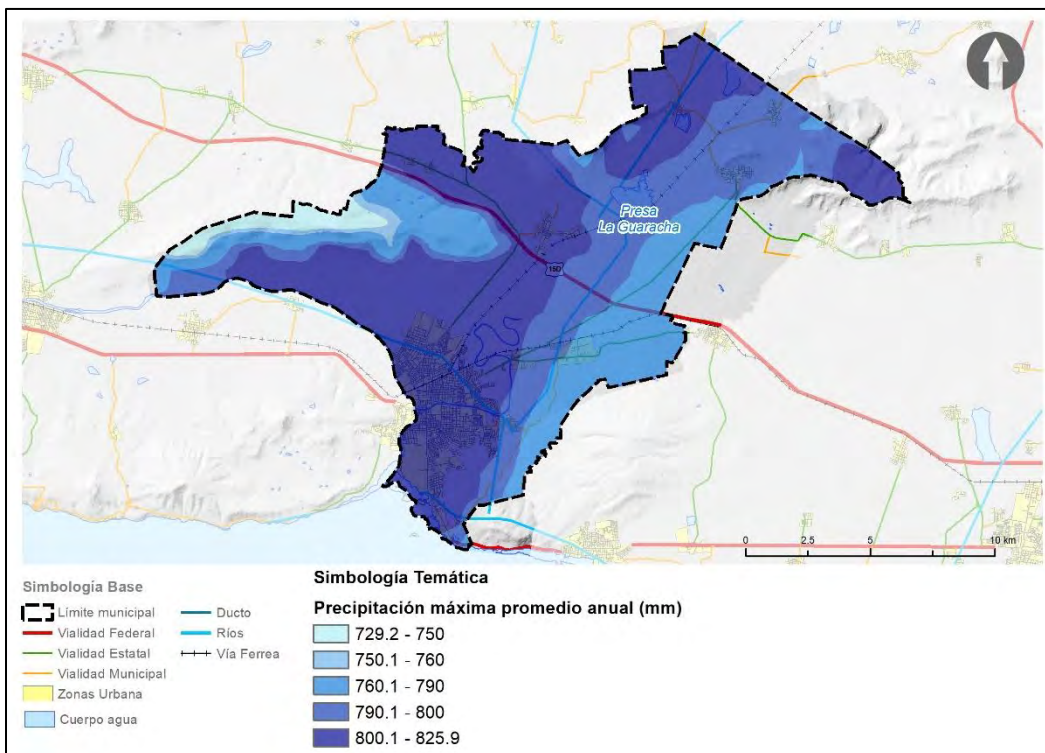 Presa
La Guaracha
180
0 2.5 5 10 km
Simbología Base
Límite municipal
Vialidad Federal
Vialidad Estatal
Vialidad Municipal
Zonas Urbana
Cuerpo agua
Ducto
Ríos
Vía Ferrea
Simbología Temática
Precipitación máxima promedio anual (mm)
729.2 - 750
750.1 - 760
760.1 - 790
790.1 - 800
800.1 - 825.9